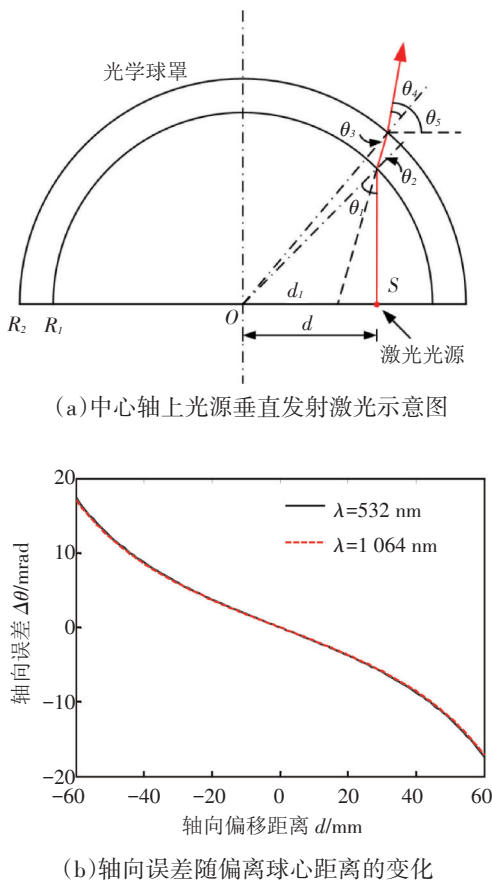 光学球罩
θ4
θ5
θ3
θ2
θ1
d1
S
R2 R1 O
d
激光光源
(a)中心轴上光源垂直发射激光示意图
20
λ=532 nm
λ=1 064 nm
10
轴向误差 Δθ/mrad
0
−10
−20
−60 −40 −20 0 20 40 60
轴向偏移距离 d/mm
(b)轴向误差随偏离球心距离的变化